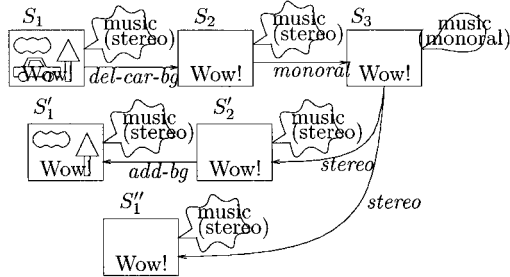 S₁ S₂ S₃
music (stereo) music (stereo) music (monoral)
Wow! Wow! Wow!
del-car-bg monoral
S′₁ S′₂
music (stereo) music (stereo)
Wow! Wow!
add-bg stereo
S″₁ stereo
music (stereo)
Wow!